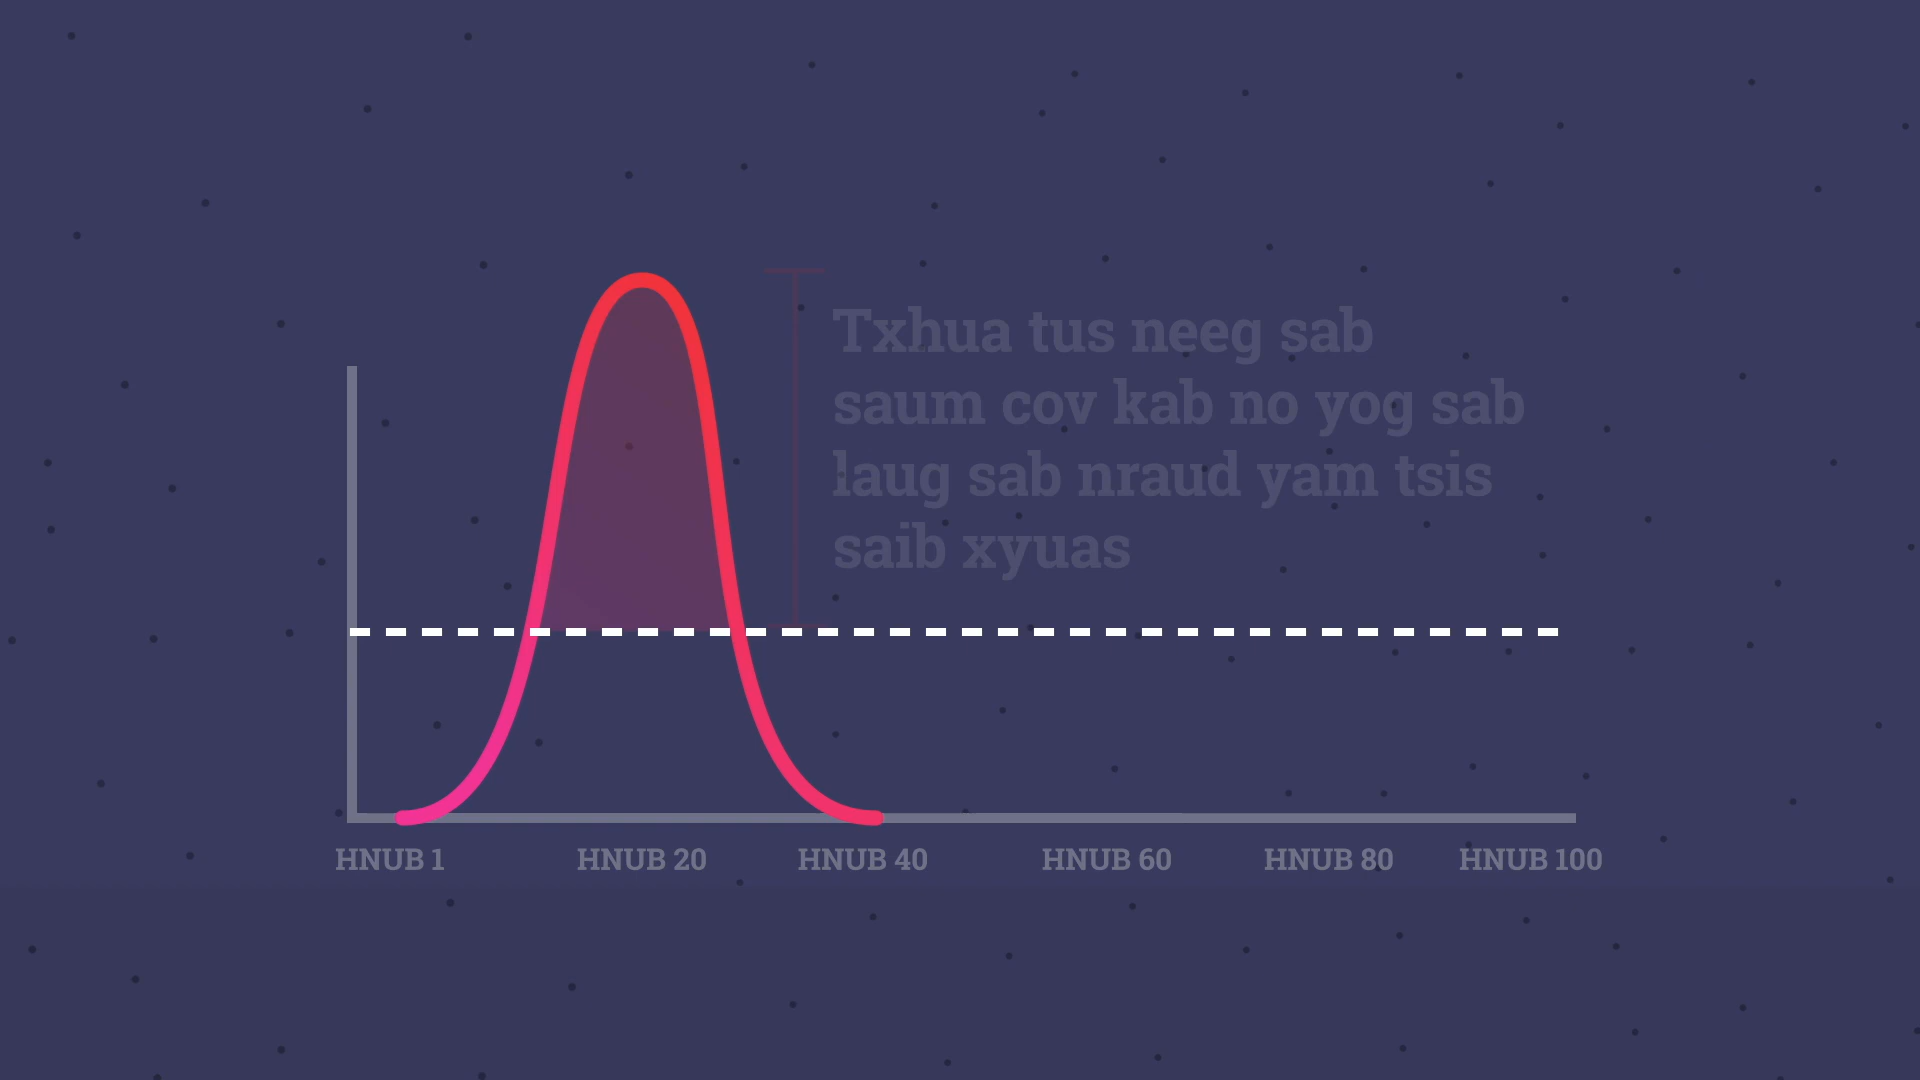 Txhua tus neeg sab
saum cov kab no yog sab
laug sab nraud yam tsis
saib xyuas
HNUB 1 HNUB 20 HNUB 40 HNUB 60 HNUB 80 HNUB 100